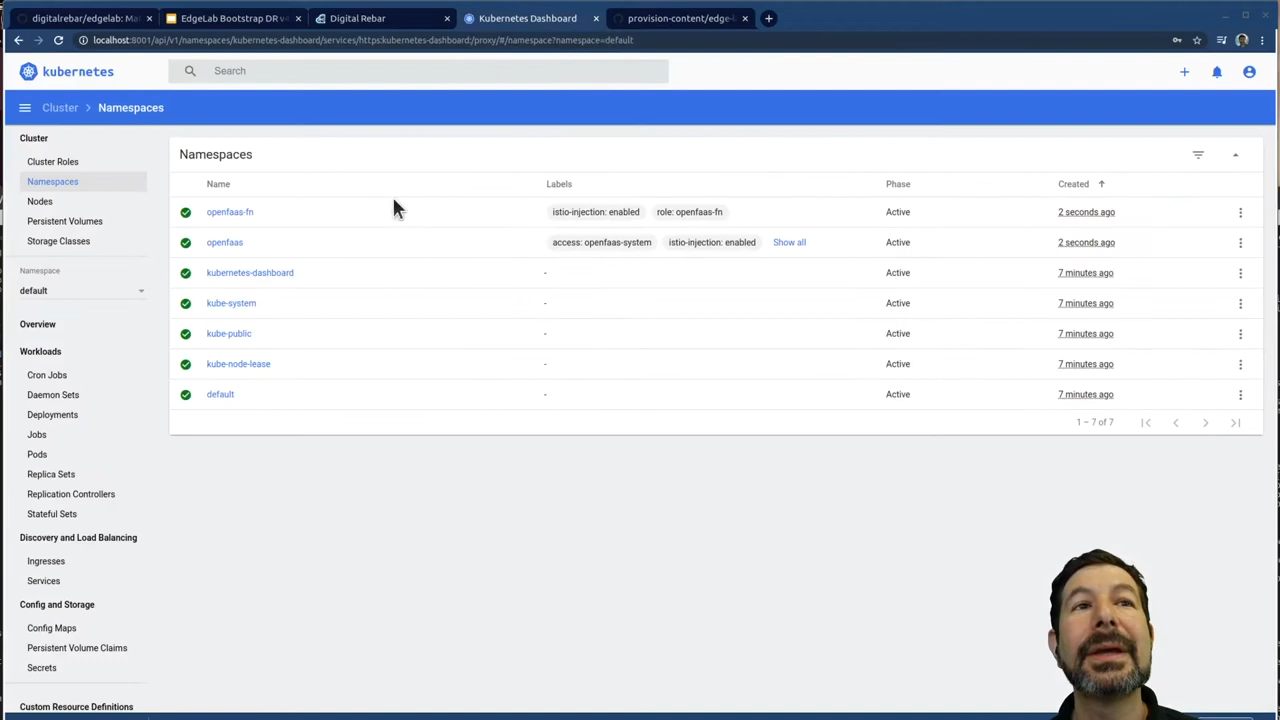 digitalrebar/edgelab: Ma
EdgeLab Bootstrap DR v4
Digital Rebar
Kubernetes Dashboard
provision-content/edge-l
localhost:8001/api/v1/namespaces/kubernetes-dashboard/services/https:kubernetes-dashboard:/proxy/#/namespace?namespace=default
kubernetes
Search
Cluster > Namespaces
Cluster
Cluster Roles
Namespaces
Nodes
Persistent Volumes
Storage Classes
Namespace
default
Overview
Workloads
Cron Jobs
Daemon Sets
Deployments
Jobs
Pods
Replica Sets
Replication Controllers
Stateful Sets
Discovery and Load Balancing
Ingresses
Services
Config and Storage
Config Maps
Persistent Volume Claims
Secrets
Custom Resource Definitions
Namespaces
Name Labels Phase Created
openfaas-fn istio-injection: enabled role: openfaas-fn Active 2 seconds ago
openfaas access: openfaas-system istio-injection: enabled Show all Active 2 seconds ago
kubernetes-dashboard - Active 7 minutes ago
kube-system - Active 7 minutes ago
kube-public - Active 7 minutes ago
kube-node-lease - Active 7 minutes ago
default - Active 7 minutes ago
1 – 7 of 7